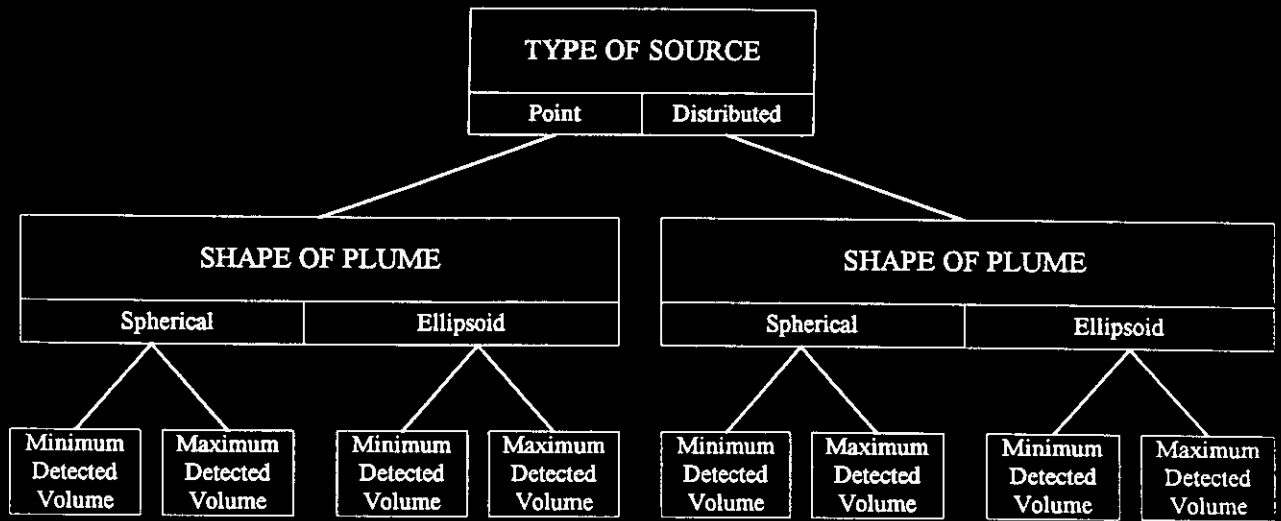 TYPE OF SOURCE
Point Distributed
SHAPE OF PLUME SHAPE OF PLUME
Spherical Ellipsoid Spherical Ellipsoid
Minimum Maximum Minimum Maximum Minimum Maximum Minimum Maximum
Detected Detected Detected Detected Detected Detected Detected Detected
Volume Volume Volume Volume Volume Volume Volume Volume